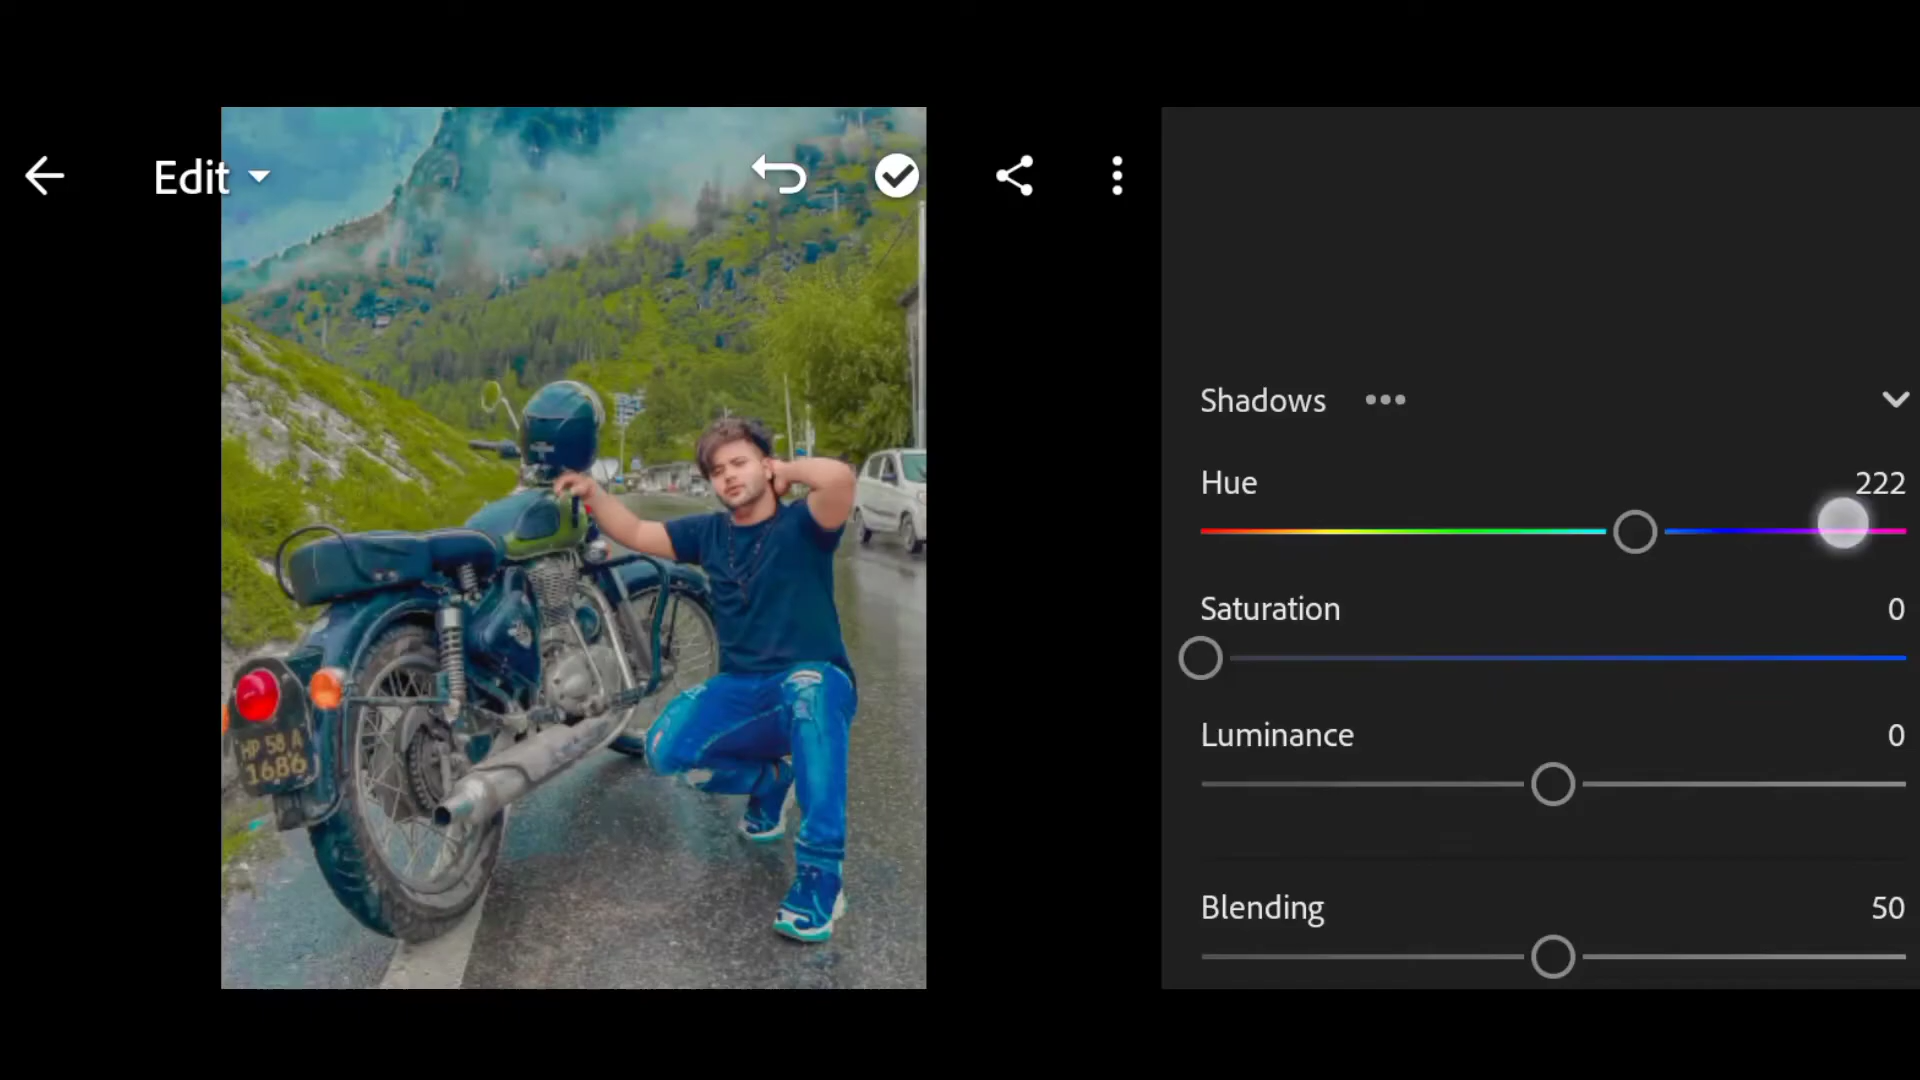 Edit
Shadows
Hue 222
Saturation 0
Luminance 0
Blending 50
HP 58 A
1686